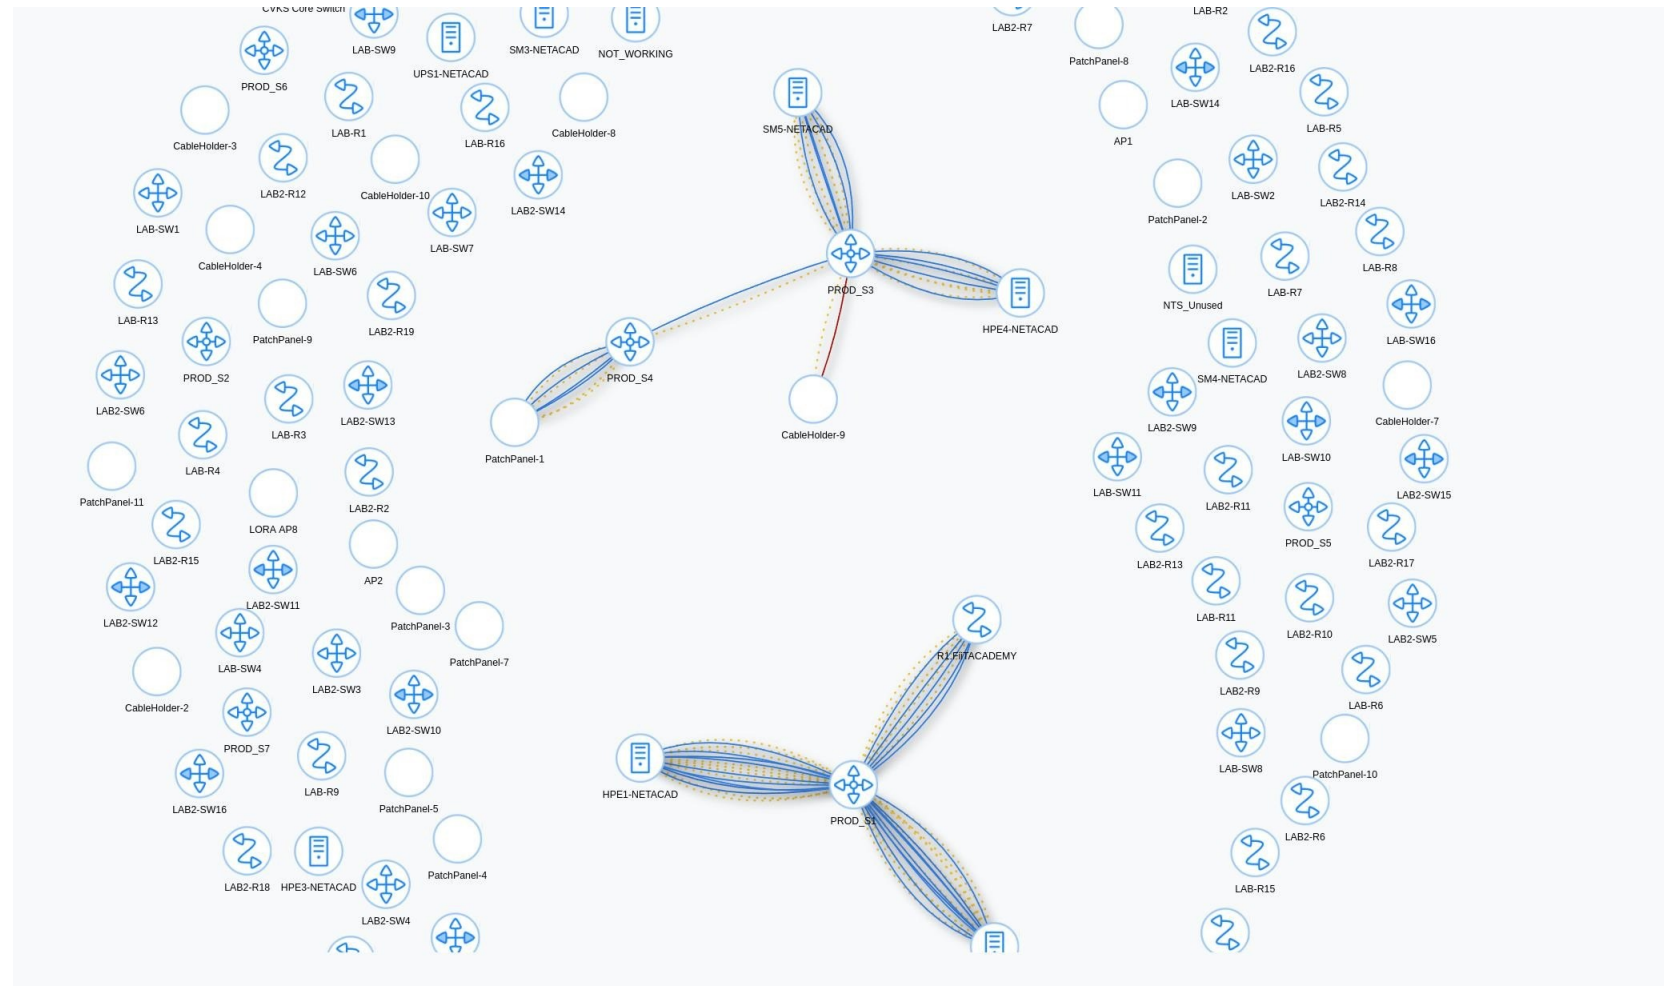 CVKS Core Switch
LAB-SW9
SM3-NETACAD
NOT_WORKING
UPS1-NETACAD
PROD_S6
LAB-R1
LAB-R16
CableHolder-8
CableHolder-3
LAB2-R12
CableHolder-10
LAB2-SW14
LAB-SW1
LAB-SW7
CableHolder-4
LAB-SW6
LAB-R13
PatchPanel-9
LAB2-R19
PROD_S2
LAB2-SW6
LAB-R3
LAB2-SW13
LAB-R4
PatchPanel-11
LAB2-R2
LORA AP8
LAB2-R15
AP2
LAB2-SW11
LAB2-SW12
PatchPanel-3
LAB-SW4
PatchPanel-7
LAB2-SW3
CableHolder-2
LAB2-SW10
PROD_S7
LAB-R9
LAB2-SW16
PatchPanel-5
LAB2-R18
HPE3-NETACAD
PatchPanel-4
LAB2-SW4
SM5-NETACAD
PROD_S3
HPE4-NETACAD
PROD_S4
CableHolder-9
PatchPanel-1
R1.FIITACADEMY
HPE1-NETACAD
PROD_S1
LAB2-R7
LAB-R2
PatchPanel-8
LAB2-R16
LAB-SW14
LAB-R5
AP1
LAB-SW2
LAB2-R14
PatchPanel-2
LAB-R8
LAB-R7
NTS_Unused
LAB-SW16
SM4-NETACAD
LAB2-SW8
LAB2-SW9
CableHolder-7
LAB-SW10
LAB-SW11
LAB2-SW15
LAB2-R11
PROD_S5
LAB2-R13
LAB2-R17
LAB-R11
LAB2-R10
LAB2-SW5
LAB2-R9
LAB-R6
LAB-SW8
PatchPanel-10
LAB2-R6
LAB-R15